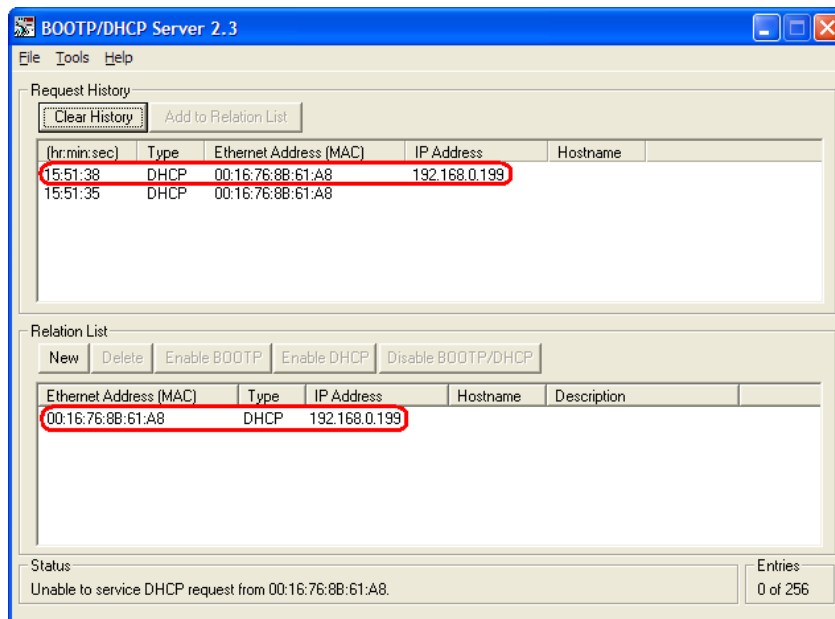 BOOTP/DHCP Server 2.3
File Tools Help
Request History
Clear History Add to Relation List
(hr:min:sec) Type Ethernet Address (MAC) IP Address Hostname
15:51:38 DHCP 00:16:76:8B:61:A8 192.168.0.199
15:51:35 DHCP 00:16:76:8B:61:A8
Relation List
New Delete Enable BOOTP Enable DHCP Disable BOOTP/DHCP
Ethernet Address (MAC) Type IP Address Hostname Description
00:16:76:8B:61:A8 DHCP 192.168.0.199
Status Entries
Unable to service DHCP request from 00:16:76:8B:61:A8. 0 of 256